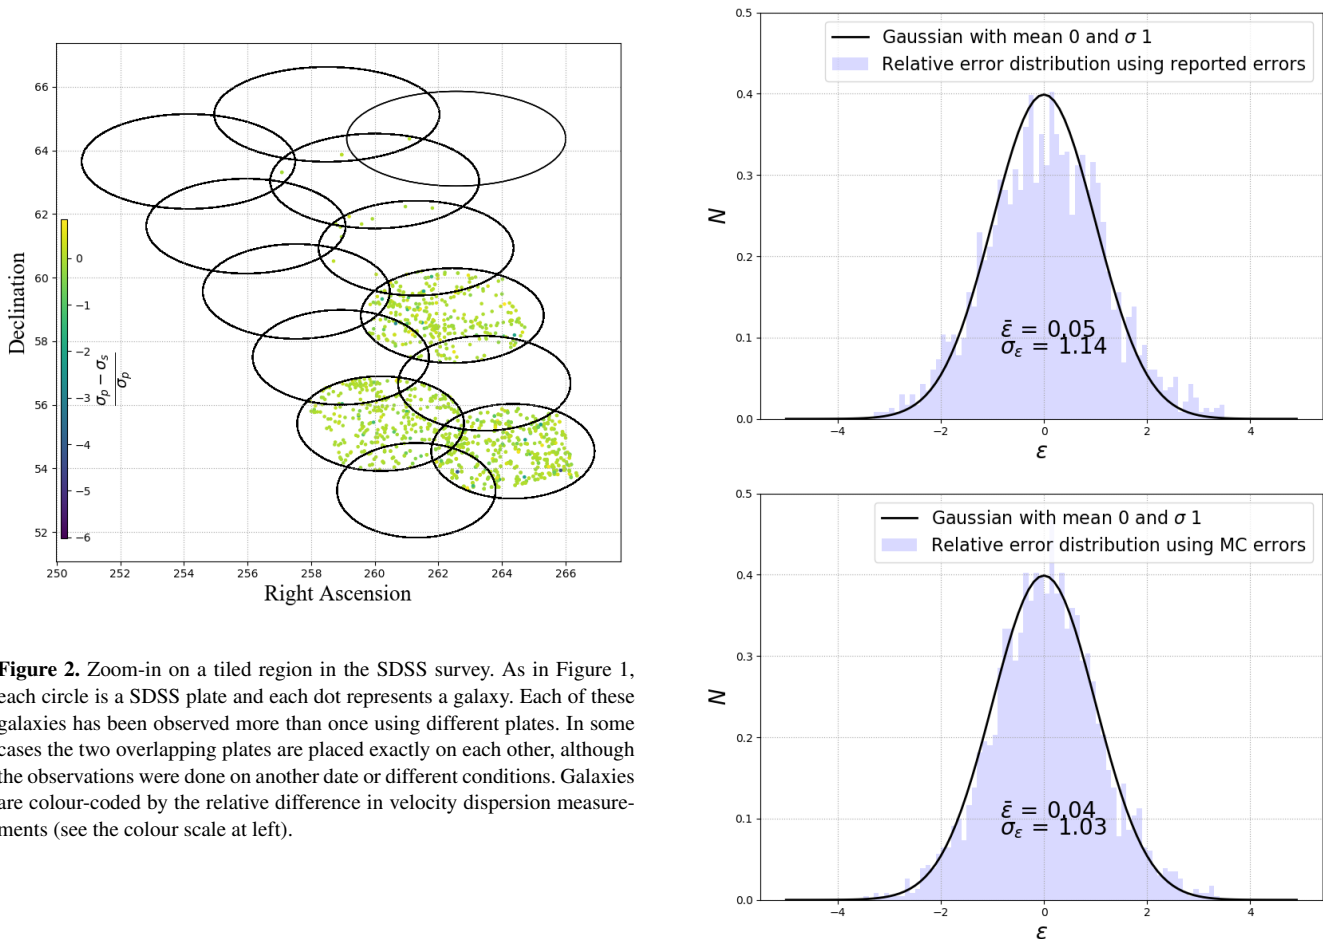 66
64
62
60
58
56
54
52
Declination
0
−1
−2
−3
−4
−5
−6
σp − σs
σp
250 252 254 256 258 260 262 264 266
Right Ascension
Figure 2. Zoom-in on a tiled region in the SDSS survey. As in Figure 1,
each circle is a SDSS plate and each dot represents a galaxy. Each of these
galaxies has been observed more than once using different plates. In some
cases the two overlapping plates are placed exactly on each other, although
the observations were done on another date or different conditions. Galaxies
are colour-coded by the relative difference in velocity dispersion measure-
ments (see the colour scale at left).
0.5
0.4
0.3
0.2
0.1
0.0
N
Gaussian with mean 0 and σ 1
Relative error distribution using reported errors
ε̄ = 0.05
σε = 1.14
−4 −2 0 2 4
ε
0.5
0.4
0.3
0.2
0.1
0.0
N
Gaussian with mean 0 and σ 1
Relative error distribution using MC errors
ε̄ = 0.04
σε = 1.03
−4 −2 0 2 4
ε